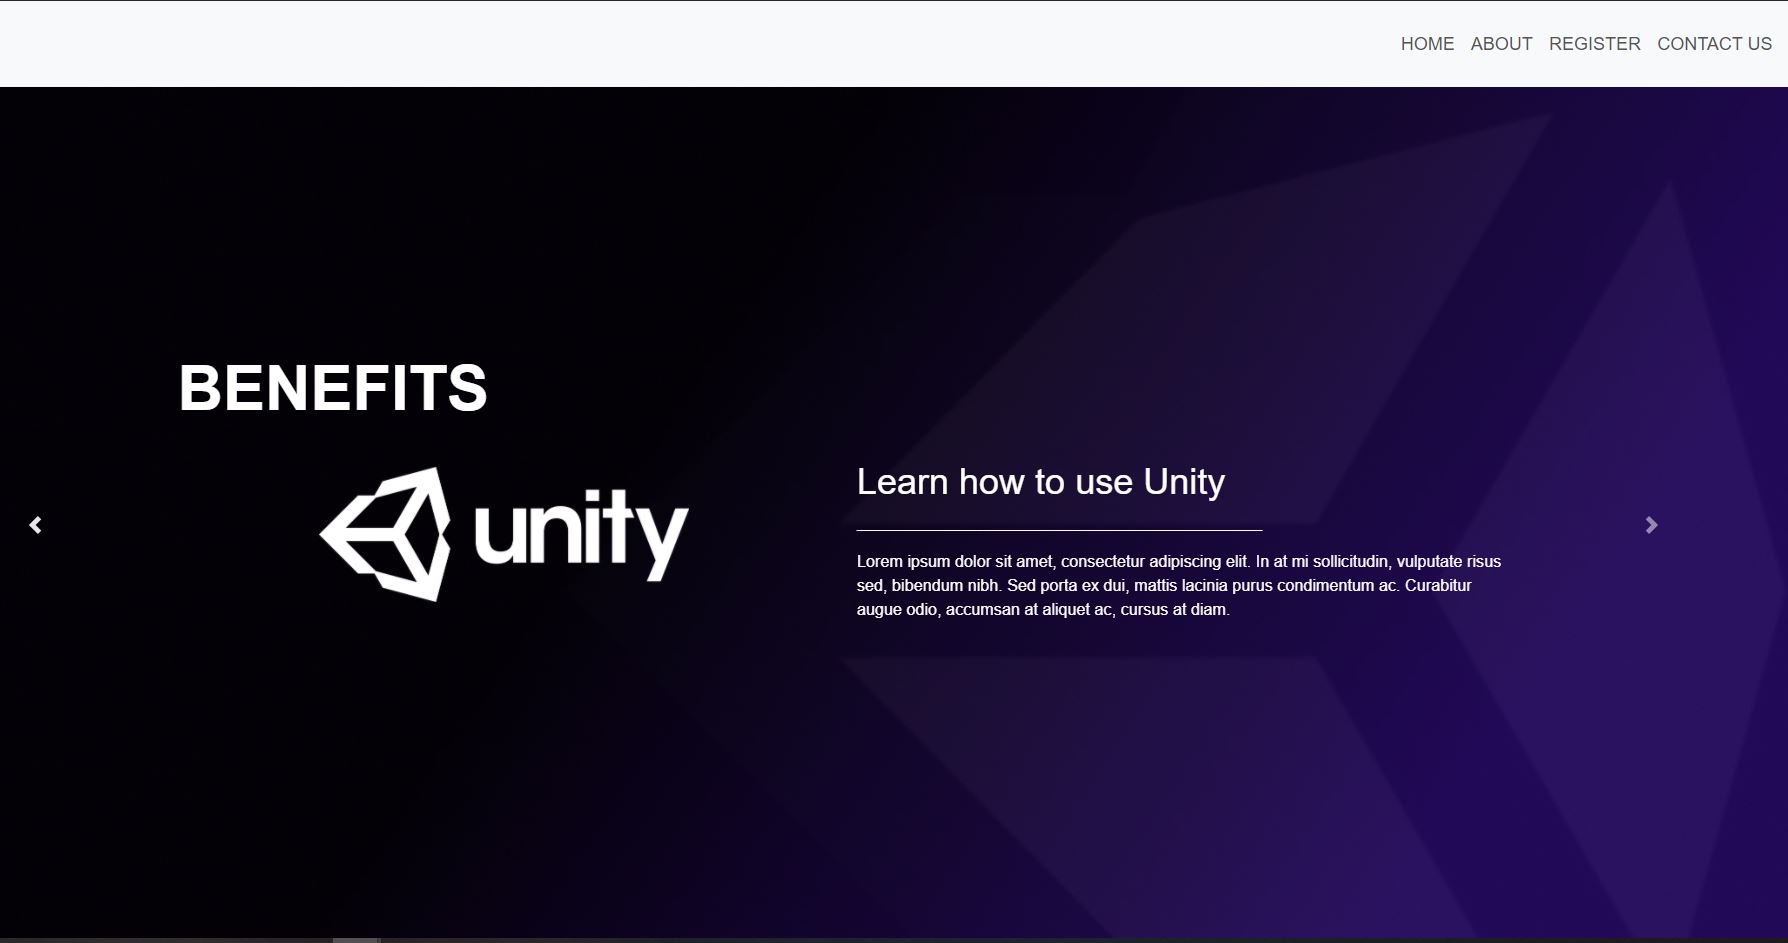 HOME ABOUT REGISTER CONTACT US
BENEFITS
unity
Learn how to use Unity
Lorem ipsum dolor sit amet, consectetur adipiscing elit. In at mi sollicitudin, vulputate risus
sed, bibendum nibh. Sed porta ex dui, mattis lacinia purus condimentum ac. Curabitur
augue odio, accumsan at aliquet ac, cursus at diam.